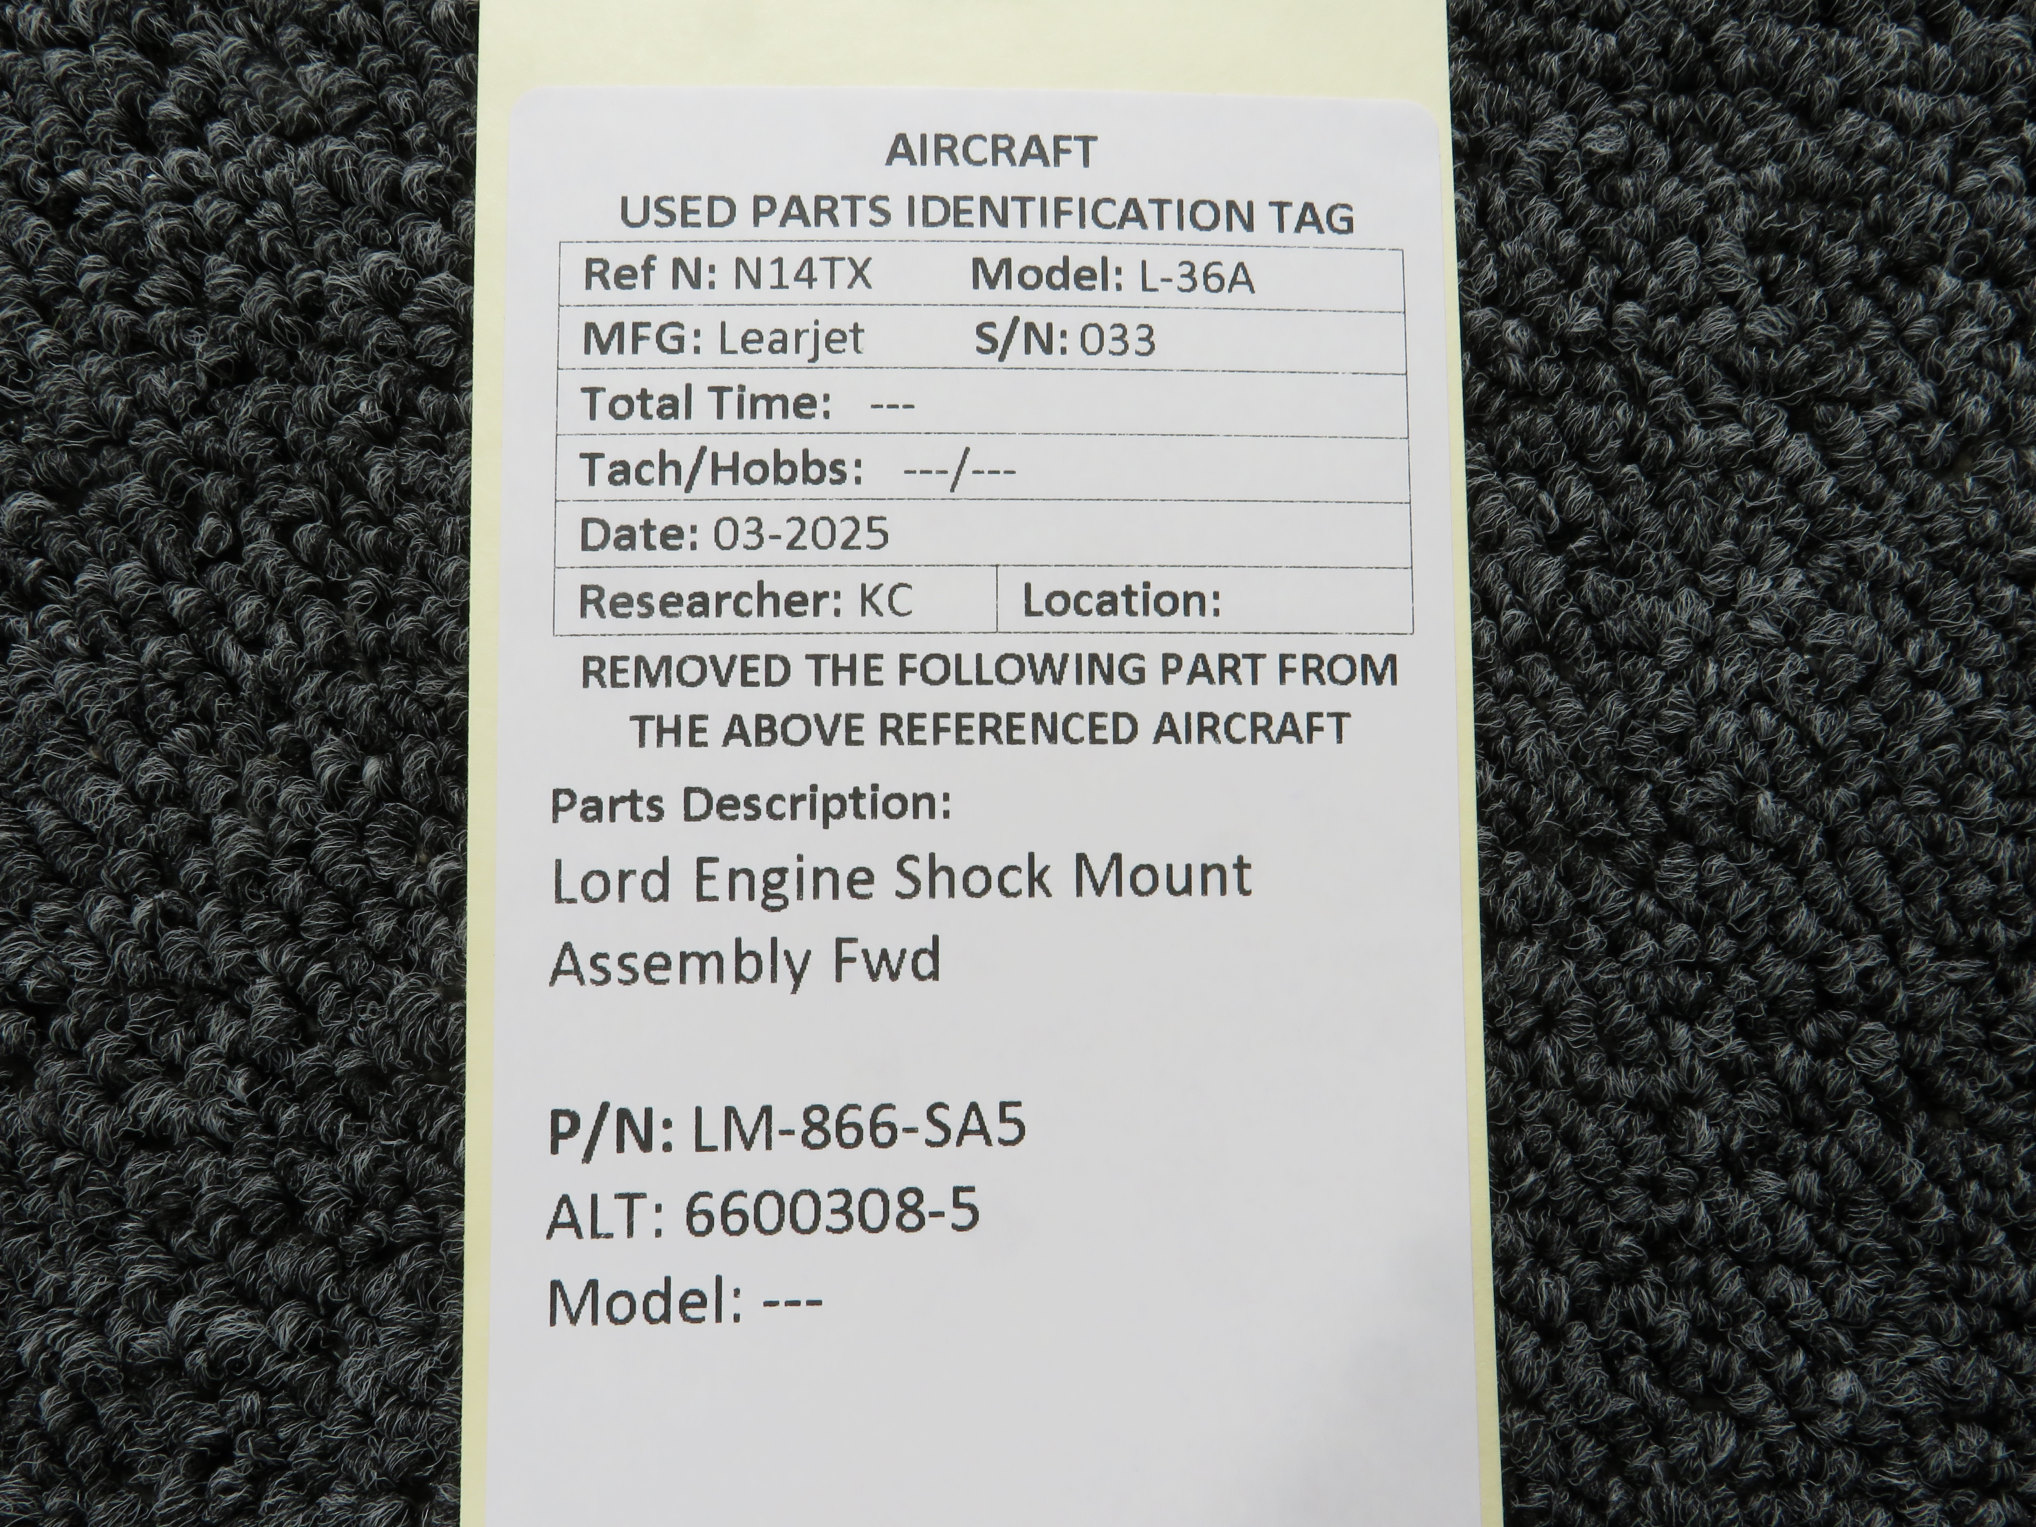 AIRCRAFT
USED PARTS IDENTIFICATION TAG
Ref N: N14TX Model: L-36A
MFG: Learjet S/N: 033
Total Time: ---
Tach/Hobbs: ---/---
Date: 03-2025
Researcher: KC Location:
REMOVED THE FOLLOWING PART FROM
THE ABOVE REFERENCED AIRCRAFT
Parts Description:
Lord Engine Shock Mount
Assembly Fwd
P/N: LM-866-SA5
ALT: 6600308-5
Model: ---